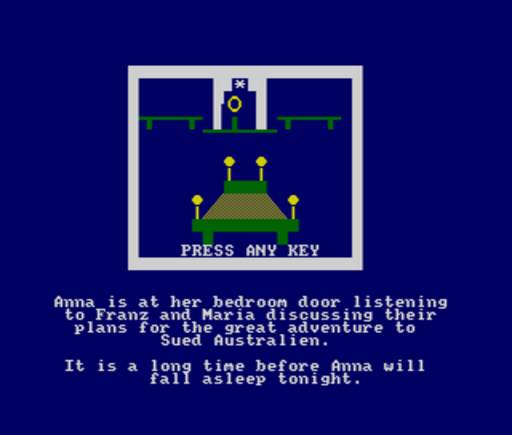 *
PRESS ANY KEY
Anna is at her bedroom door listening
to Franz and Maria discussing their
plans for the great adventure to
Sued Australien.
It is a long time before Anna will
fall asleep tonight.